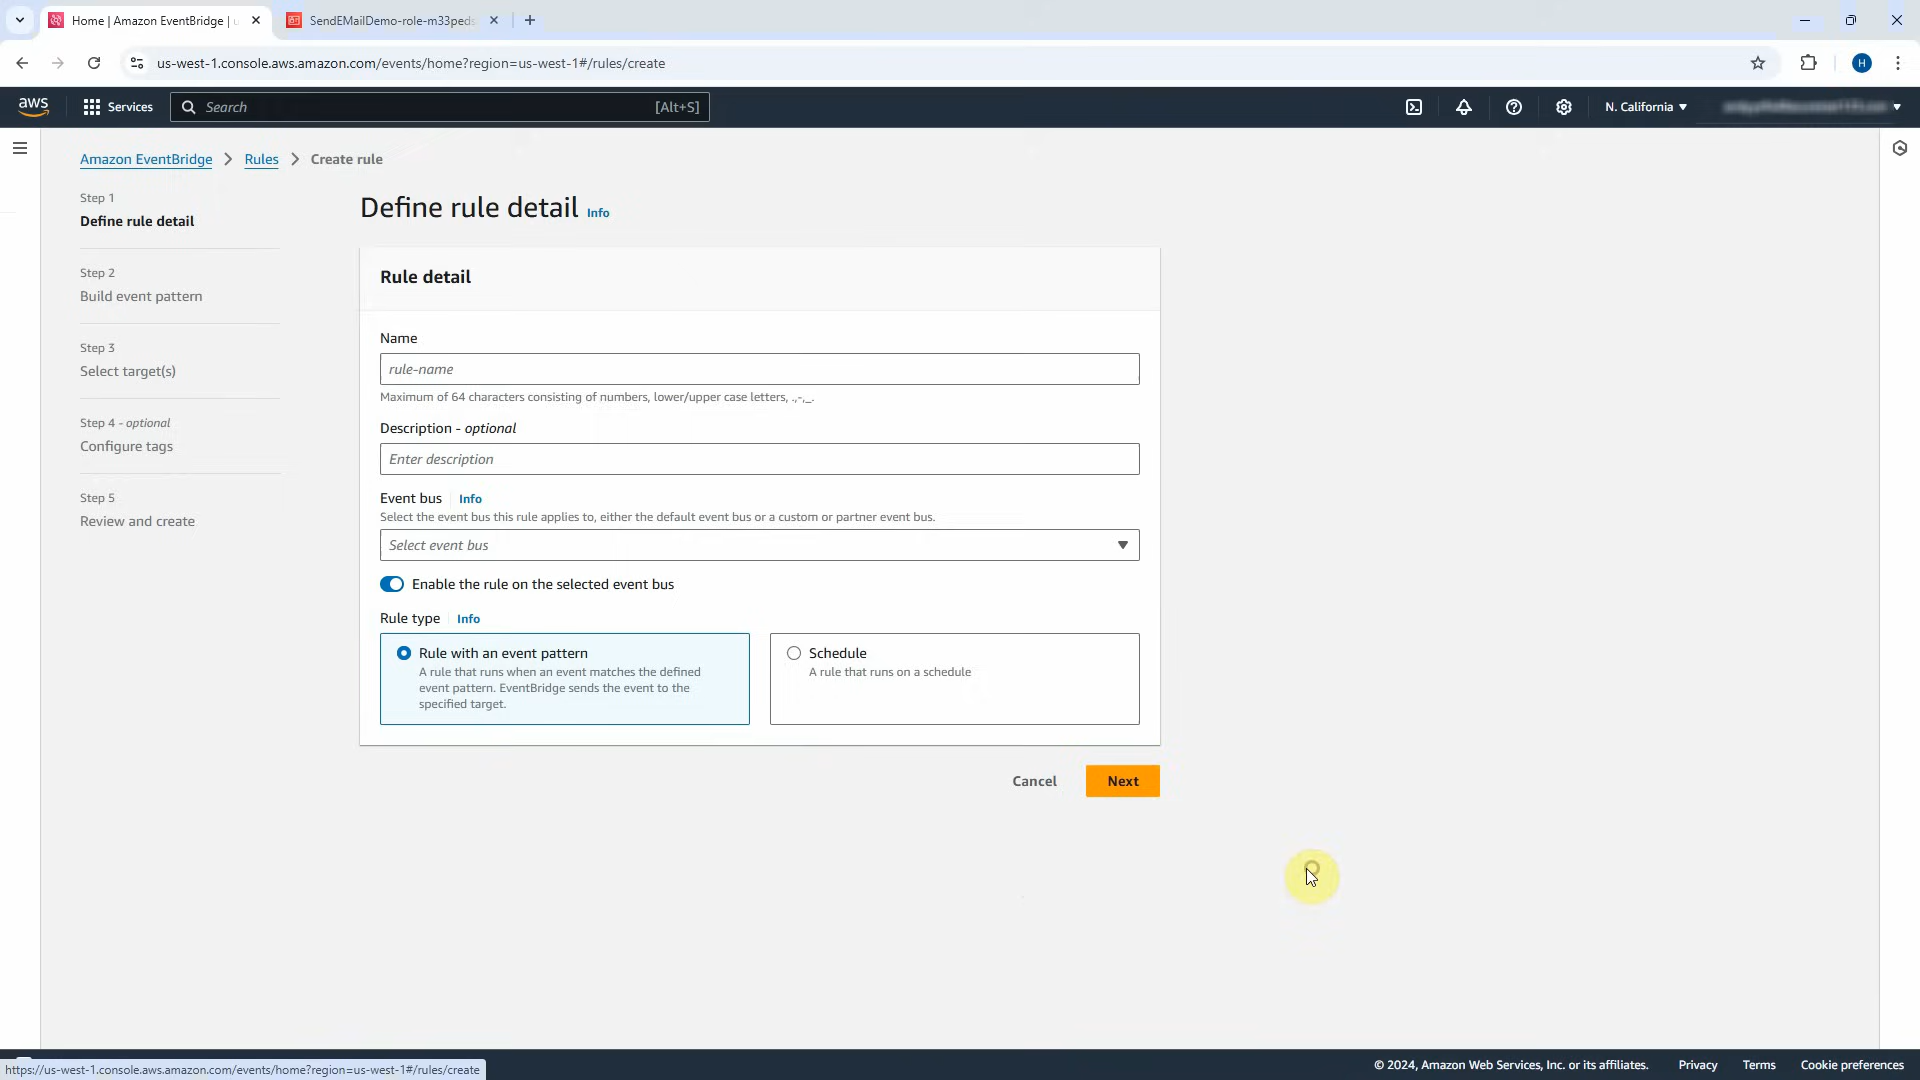 Home | Amazon EventBridge | u
SendEMailDemo-role-m33peds
us-west-1.console.aws.amazon.com/events/home?region=us-west-1#/rules/create
H
aws
Services
Search
[Alt+S]
N. California
Amazon EventBridge
Rules
Create rule
Step 1
Define rule detail
Step 2
Build event pattern
Step 3
Select target(s)
Step 4 - optional
Configure tags
Step 5
Review and create
Define rule detail Info
Rule detail
Name
rule-name
Maximum of 64 characters consisting of numbers, lower/upper case letters, .,-,_.
Description - optional
Enter description
Event bus Info
Select the event bus this rule applies to, either the default event bus or a custom or partner event bus.
Select event bus
Enable the rule on the selected event bus
Rule type Info
Rule with an event pattern
A rule that runs when an event matches the defined
event pattern. EventBridge sends the event to the
specified target.
Schedule
A rule that runs on a schedule
Cancel
Next
https://us-west-1.console.aws.amazon.com/events/home?region=us-west-1#/rules/create
© 2024, Amazon Web Services, Inc. or its affiliates.
Privacy
Terms
Cookie preferences